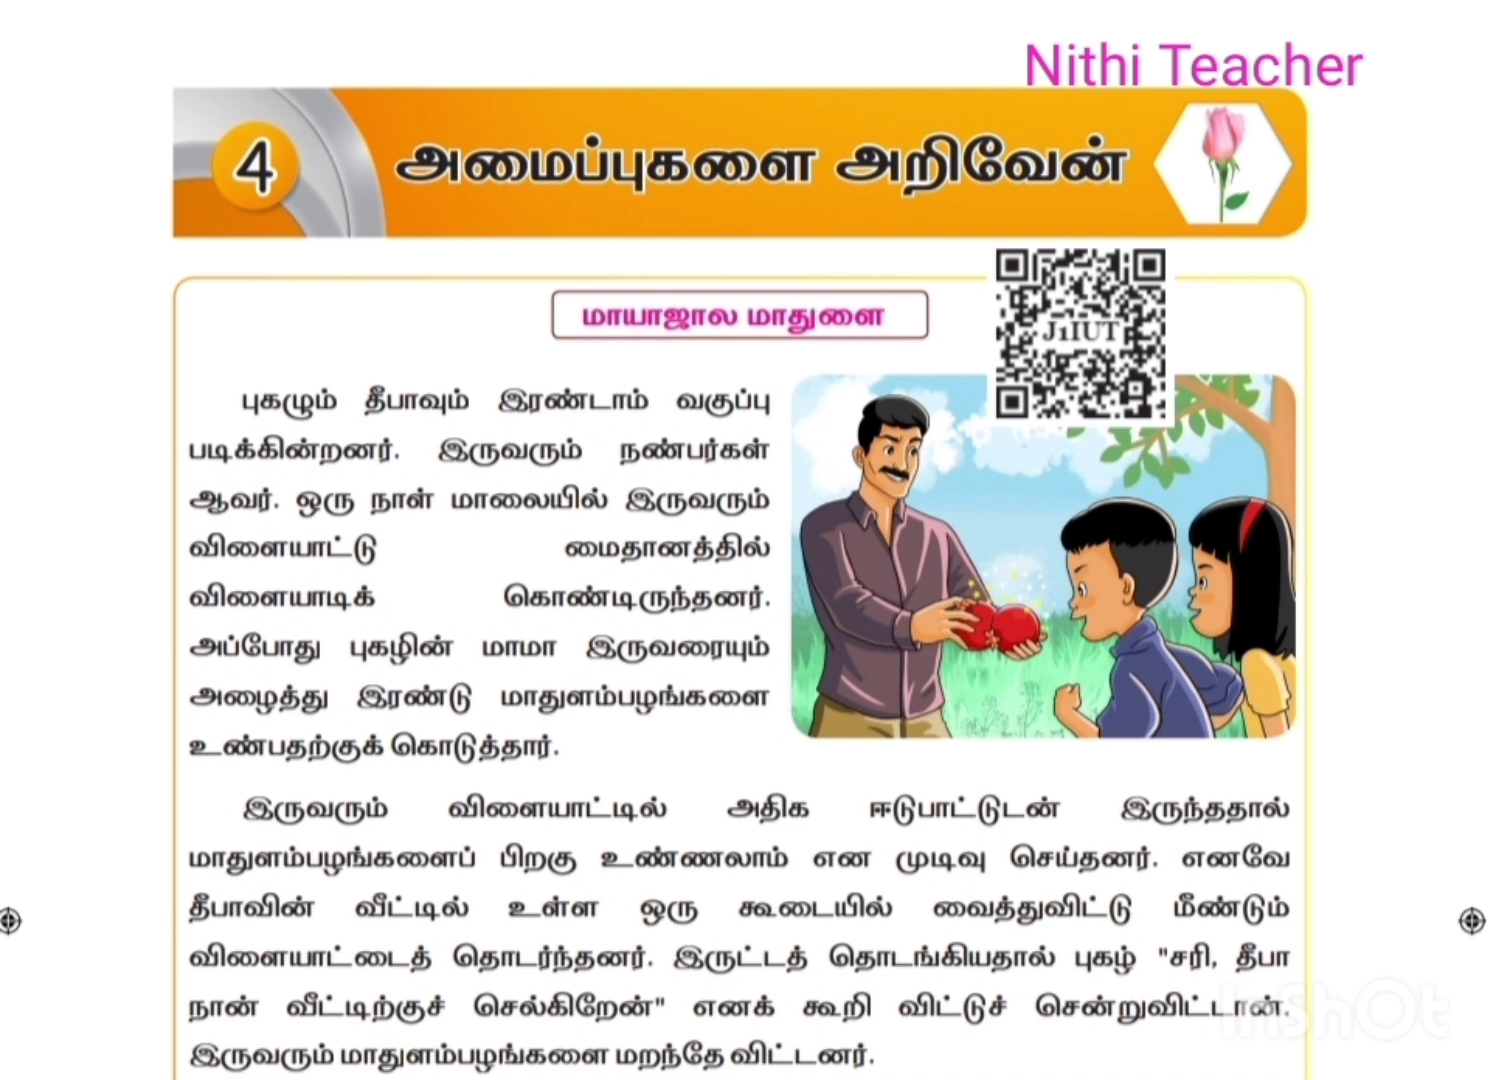 Nithi Teacher
4
அமைப்புகளை அறிவேன்
மாயாஜால மாதுளை
J1IUT
புகழும் தீபாவும் இரண்டாம் வகுப்பு
படிக்கின்றனர். இருவரும் நண்பர்கள்
ஆவர். ஒரு நாள் மாலையில் இருவரும்
விளையாட்டு மைதானத்தில்
விளையாடிக் கொண்டிருந்தனர்.
அப்போது புகழின் மாமா இருவரையும்
அழைத்து இரண்டு மாதுளம்பழங்களை
உண்பதற்குக் கொடுத்தார்.
இருவரும் விளையாட்டில் அதிக ஈடுபாட்டுடன் இருந்ததால்
மாதுளம்பழங்களைப் பிறகு உண்ணலாம் என முடிவு செய்தனர். எனவே
தீபாவின் வீட்டில் உள்ள ஒரு கூடையில் வைத்துவிட்டு மீண்டும்
விளையாட்டைத் தொடர்ந்தனர். இருட்டத் தொடங்கியதால் புகழ் "சரி, தீபா
நான் வீட்டிற்குச் செல்கிறேன்" எனக் கூறி விட்டுச் சென்றுவிட்டான்.
இருவரும் மாதுளம்பழங்களை மறந்தே விட்டனர்.
InShOt